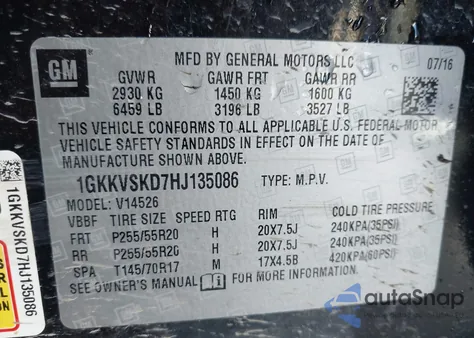 GM
MFD BY GENERAL MOTORS LLC
07/16
GVWR GAWR FRT GAWR RR
2930 KG 1450 KG 1600 KG
6459 LB 3196 LB 3527 LB
THIS VEHICLE CONFORMS TO ALL APPLICABLE U.S. FEDERAL MOTOR
VEHICLE SAFETY STANDARDS IN EFFECT ON THE DATE OF
MANUFACTURE SHOWN ABOVE.
1GKKVSKD7HJ135086 TYPE: M.P.V.
MODEL: V14526
VBBF TIRE SIZE SPEED RTG RIM COLD TIRE PRESSURE
FRT P255/55R20 H 20X7.5J 240KPA(35PSI)
RR P255/55R20 H 20X7.5J 240KPA(35PSI)
SPA T145/70R17 M 17X4.5B 420KPA(60PSI)
SEE OWNER'S MANUAL FOR MORE INFORMATION
1GKKVSKD7HJ135086
autoSnap